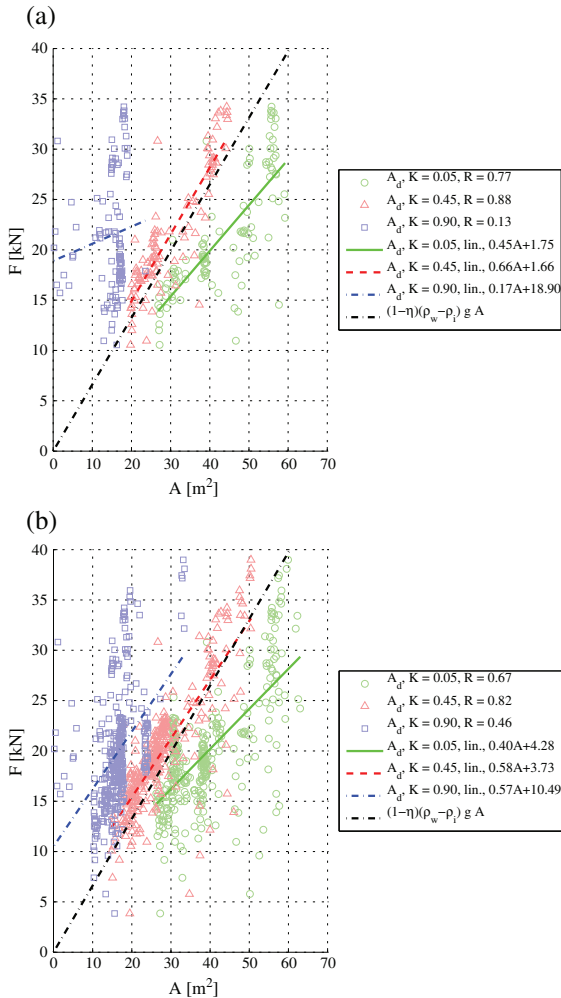 (a)
40
35
30
25
20
15
10
5
0
F [kN]
0 10 20 30 40 50 60 70
A [m²]
A_d, K = 0.05, R = 0.77
A_d, K = 0.45, R = 0.88
A_d, K = 0.90, R = 0.13
A_d, K = 0.05, lin., 0.45A+1.75
A_d, K = 0.45, lin., 0.66A+1.66
A_d, K = 0.90, lin., 0.17A+18.90
(1−η)(ρ_w−ρ_i) g A
(b)
40
35
30
25
20
15
10
5
0
F [kN]
0 10 20 30 40 50 60 70
A [m²]
A_d, K = 0.05, R = 0.67
A_d, K = 0.45, R = 0.82
A_d, K = 0.90, R = 0.46
A_d, K = 0.05, lin., 0.40A+4.28
A_d, K = 0.45, lin., 0.58A+3.73
A_d, K = 0.90, lin., 0.57A+10.49
(1−η)(ρ_w−ρ_i) g A